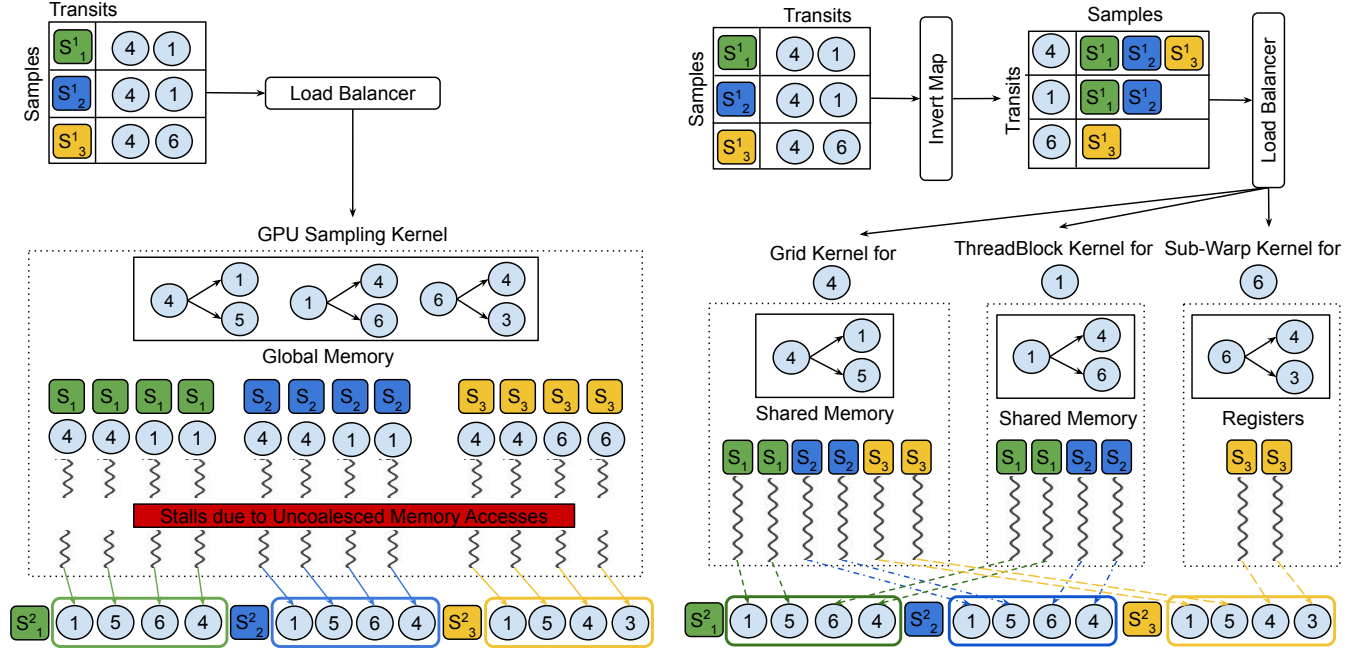 Transits
Samples
S¹₁ 4 1
S¹₂ 4 1
S¹₃ 4 6
Load Balancer
GPU Sampling Kernel
4 1 5
1 4 6
6 4 3
Global Memory
S₁ S₁ S₁ S₁ S₂ S₂ S₂ S₂ S₃ S₃ S₃ S₃
4 4 1 1 4 4 1 1 4 4 6 6
Stalls due to Uncoalesced Memory Accesses
S²₁ 1 5 6 4 S²₂ 1 5 6 4 S²₃ 1 5 4 3
Transits
Samples
S¹₁ 4 1
S¹₂ 4 1
S¹₃ 4 6
Invert Map
Samples
Transits
4 S¹₁ S¹₂ S¹₃
1 S¹₁ S¹₂
6 S¹₃
Load Balancer
Grid Kernel for
4
4 1 5
Shared Memory
S₁ S₁ S₂ S₂ S₃ S₃
ThreadBlock Kernel for
1
1 4 6
Shared Memory
S₁ S₁ S₂ S₂
Sub-Warp Kernel for
6
6 4 3
Registers
S₃ S₃
S²₁ 1 5 6 4 S²₂ 1 5 6 4 S²₃ 1 5 4 3